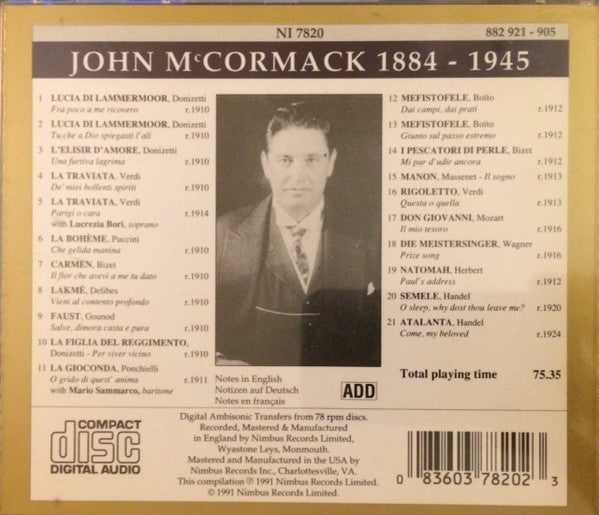 NI 7820
882 921 - 905
JOHN McCORMACK 1884 - 1945
1 LUCIA DI LAMMERMOOR, Donizetti
Fra poco a me ricovero r.1910
2 LUCIA DI LAMMERMOOR, Donizetti
Tu che a Dio spiegasti l'ali r.1910
3 L'ELISIR D'AMORE, Donizetti
Una furtiva lagrima r.1910
4 LA TRAVIATA, Verdi
De' miei bollenti spiriti r.1910
5 LA TRAVIATA, Verdi
Parigi o cara r.1914
with Lucrezia Bori, soprano
6 LA BOHÈME, Puccini
Che gelida manina r.1910
7 CARMEN, Bizet
Il fior che avevi a me tu dato r.1910
8 LAKMÉ, Delibes
Vieni al contento profondo r.1910
9 FAUST, Gounod
Salve, dimora casta e pura r.1910
10 LA FIGLIA DEL REGGIMENTO,
Donizetti - Per viver vicino r.1910
11 LA GIOCONDA, Ponchielli
O grido di quest' anima r.1911
with Mario Sammarco, baritone
12 MEFISTOFELE, Boito
Dai campi, dai prati r.1912
13 MEFISTOFELE, Boito
Giunto sul passo estremo r.1912
14 I PESCATORI DI PERLE, Bizet
Mi par d'udir ancora r.1912
15 MANON, Massenet - Il sogno r.1913
16 RIGOLETTO, Verdi
Questa o quella r.1913
17 DON GIOVANNI, Mozart
Il mio tesoro r.1916
18 DIE MEISTERSINGER, Wagner
Prize song r.1916
19 NATOMAH, Herbert
Paul's address r.1912
20 SEMELE, Handel
O sleep, why dost thou leave me? r.1920
21 ATALANTA, Handel
Come, my beloved r.1924
Total playing time 75.35
Notes in English
Notizen auf Deutsch
Notes en français
ADD
COMPACT
disc
DIGITAL AUDIO
Digital Ambisonic Transfers from 78 rpm discs.
Recorded, Mastered & Manufactured
in England by Nimbus Records Limited,
Wyastone Leys, Monmouth.
Mastered and Manufactured in the USA by
Nimbus Records Inc., Charlottesville, VA.
This compilation ℗ 1991 Nimbus Records Limited.
© 1991 Nimbus Records Limited.
0 83603 78202 3